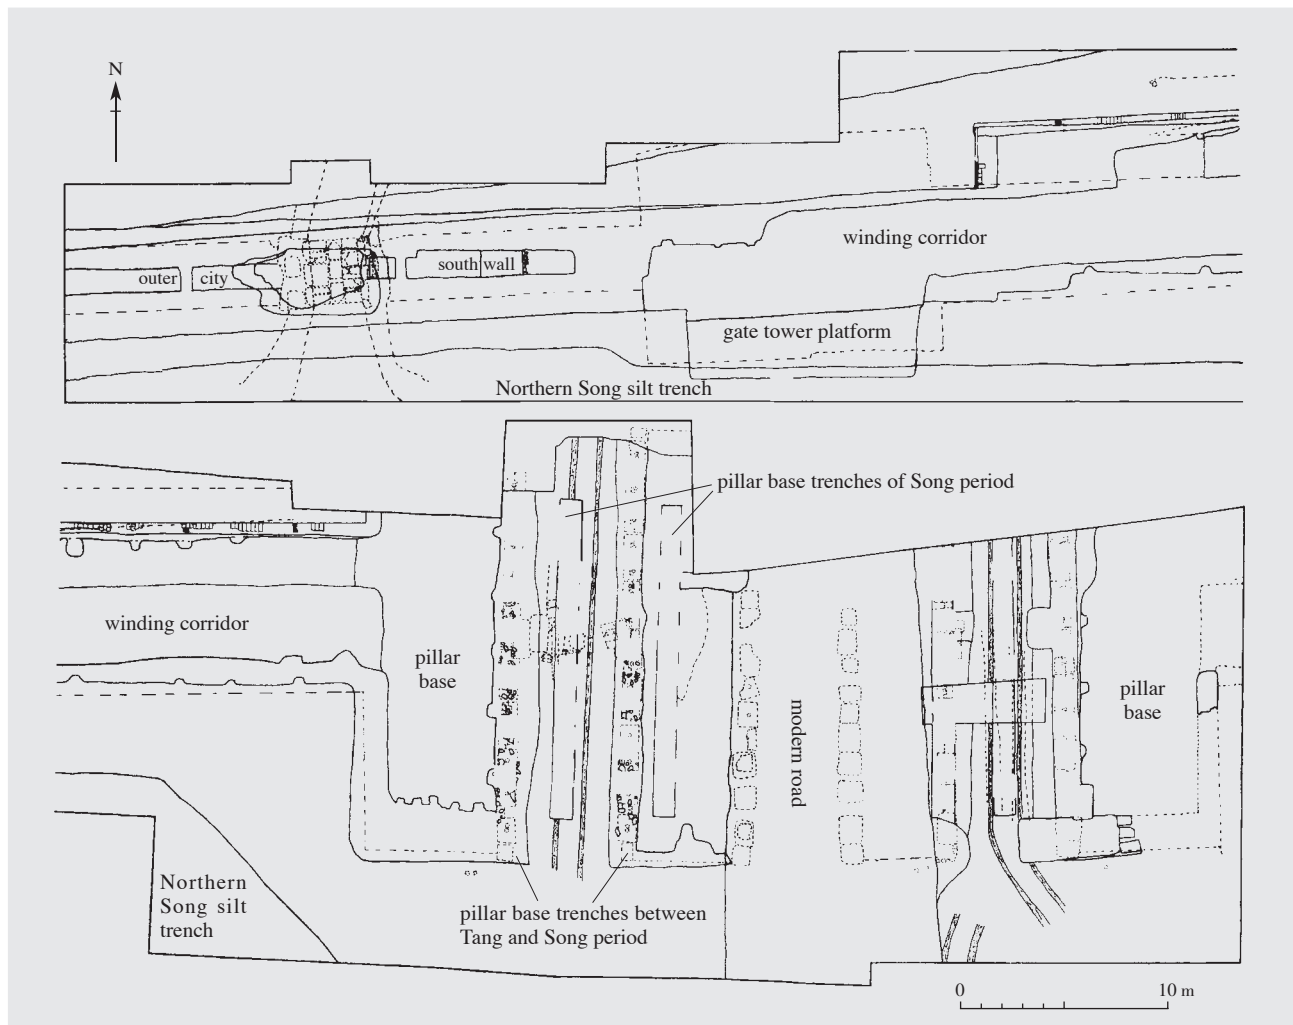 N
winding corridor
outer city south wall
gate tower platform
Northern Song silt trench
pillar base trenches of Song period
winding corridor
pillar
base
modern road
pillar
base
Northern
Song silt
trench
pillar base trenches between
Tang and Song period
0 10 m